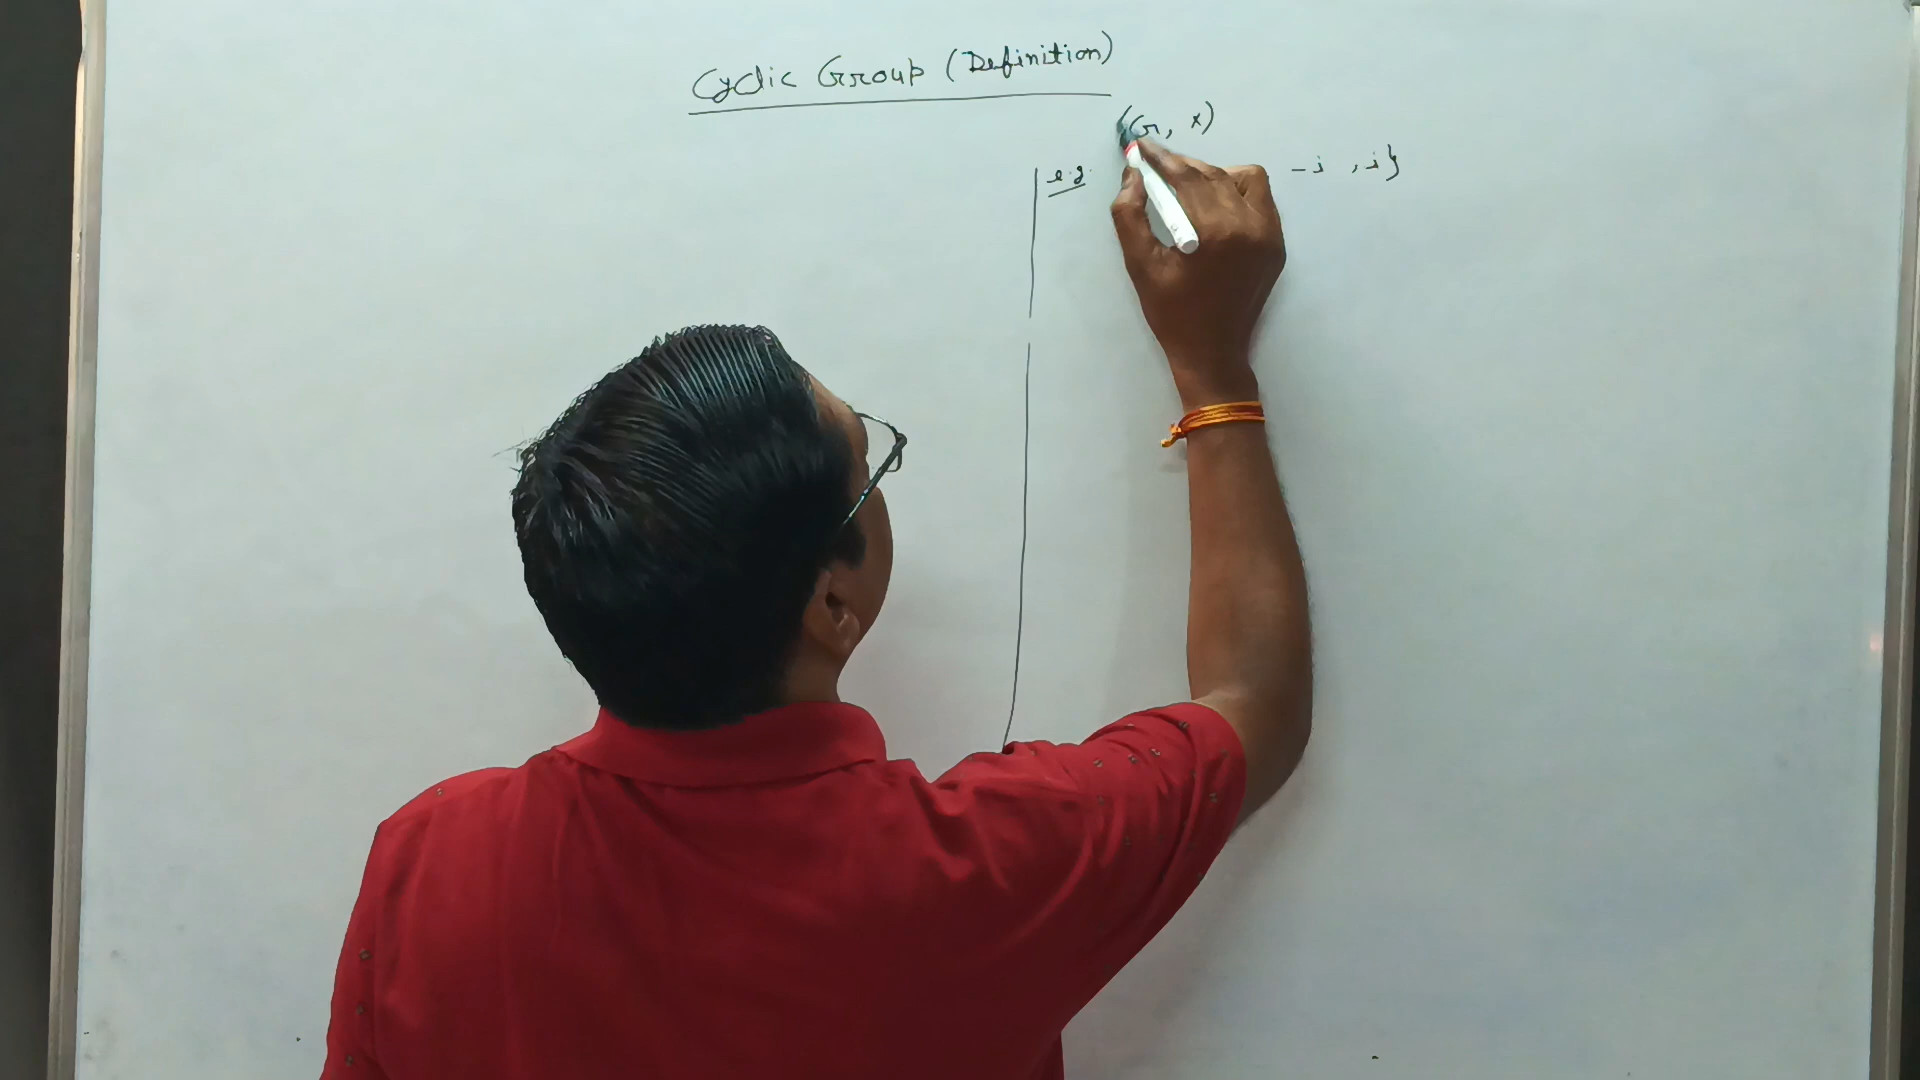 Cyclic Group (Definition)
(G, ×)
e.g. -i , i}